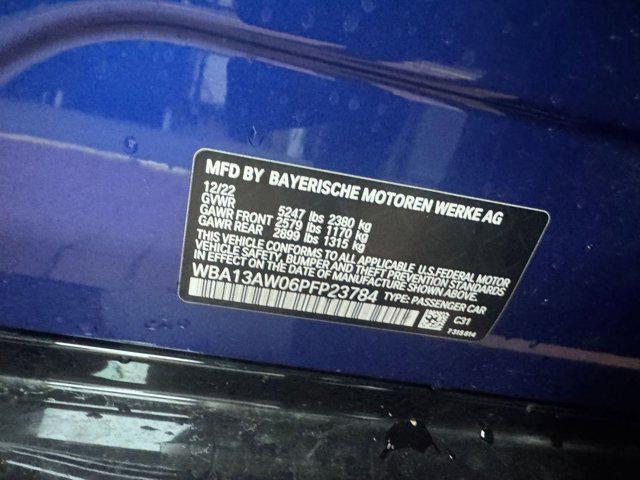 MFD BY BAYERISCHE MOTOREN WERKE AG
12/22
GVWR 5247 lbs 2380 kg
GAWR FRONT 2579 lbs 1170 kg
GAWR REAR 2899 lbs 1315 kg
THIS VEHICLE CONFORMS TO ALL APPLICABLE U.S.FEDERAL MOTOR
VEHICLE SAFETY, BUMPER, AND THEFT PREVENTION STANDARDS
IN EFFECT ON THE DATE OF MANUFACTURE SHOWN ABOVE.
WBA13AW06PFP23784 TYPE: PASSENGER CAR
C31